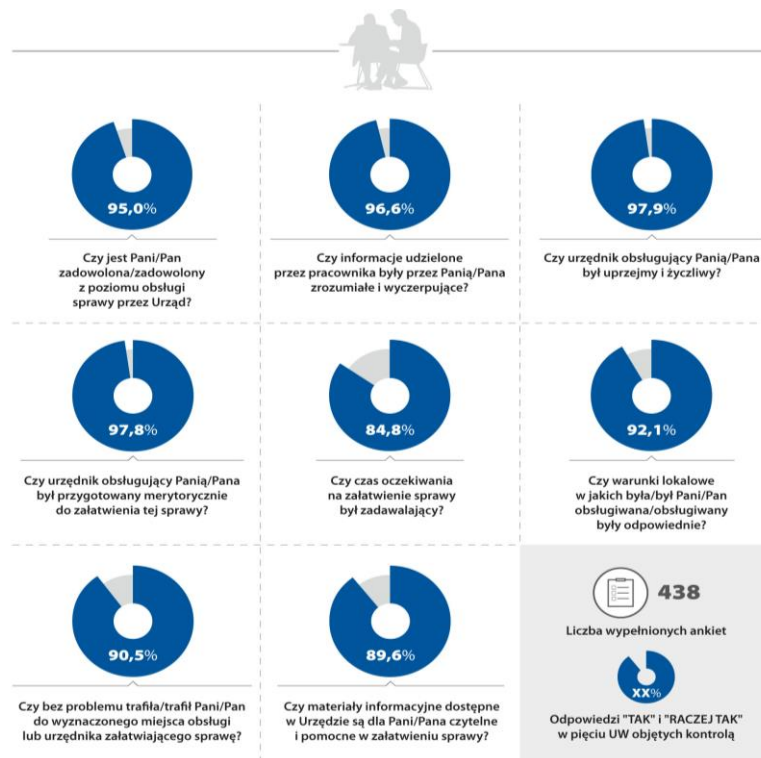 95,0%
Czy jest Pani/Pan
zadowolona/zadowolony
z poziomu obsługi
sprawy przez Urząd?
96,6%
Czy informacje udzielone
przez pracownika były przez Panią/Pana
zrozumiałe i wyczerpujące?
97,9%
Czy urzędnik obsługujący Panią/Pana
był uprzejmy i życzliwy?
97,8%
Czy urzędnik obsługujący Panią/Pana
był przygotowany merytorycznie
do załatwienia tej sprawy?
84,8%
Czy czas oczekiwania
na załatwienie sprawy
był zadawalający?
92,1%
Czy warunki lokalowe
w jakich była/był Pani/Pan
obsługiwana/obsługiwany
były odpowiednie?
90,5%
Czy bez problemu trafiła/trafił Pani/Pan
do wyznaczonego miejsca obsługi
lub urzędnika załatwiającego sprawę?
89,6%
Czy materiały informacyjne dostępne
w Urzędzie są dla Pani/Pana czytelne
i pomocne w załatwieniu sprawy?
438
Liczba wypełnionych ankiet
XX%
Odpowiedzi "TAK" i "RACZEJ TAK"
w pięciu UW objętych kontrolą